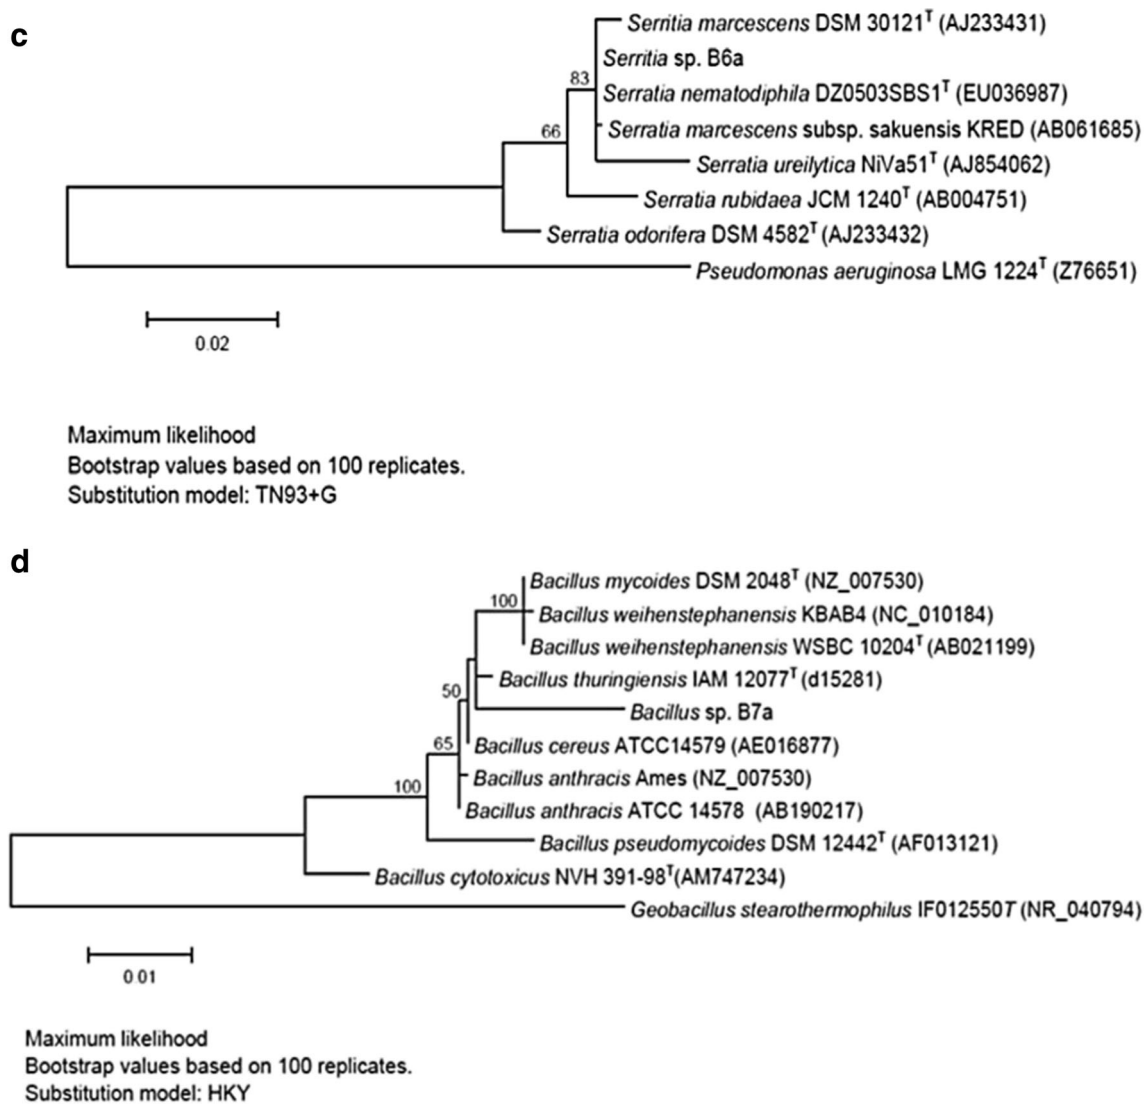 c
Serritia marcescens DSM 30121T (AJ233431)
Serritia sp. B6a
83
Serratia nematodiphila DZ0503SBS1T (EU036987)
Serratia marcescens subsp. sakuensis KRED (AB061685)
66
Serratia ureilytica NiVa51T (AJ854062)
Serratia rubidaea JCM 1240T (AB004751)
Serratia odorifera DSM 4582T (AJ233432)
Pseudomonas aeruginosa LMG 1224T (Z76651)
0.02
Maximum likelihood
Bootstrap values based on 100 replicates.
Substitution model: TN93+G
d
Bacillus mycoides DSM 2048T (NZ_007530)
100
Bacillus weihenstephanensis KBAB4 (NC_010184)
Bacillus weihenstephanensis WSBC 10204T (AB021199)
Bacillus thuringiensis IAM 12077T (d15281)
50
Bacillus sp. B7a
65
Bacillus cereus ATCC14579 (AE016877)
Bacillus anthracis Ames (NZ_007530)
100
Bacillus anthracis ATCC 14578 (AB190217)
Bacillus pseudomycoides DSM 12442T (AF013121)
Bacillus cytotoxicus NVH 391-98T(AM747234)
Geobacillus stearothermophilus IF012550T (NR_040794)
0.01
Maximum likelihood
Bootstrap values based on 100 replicates.
Substitution model: HKY